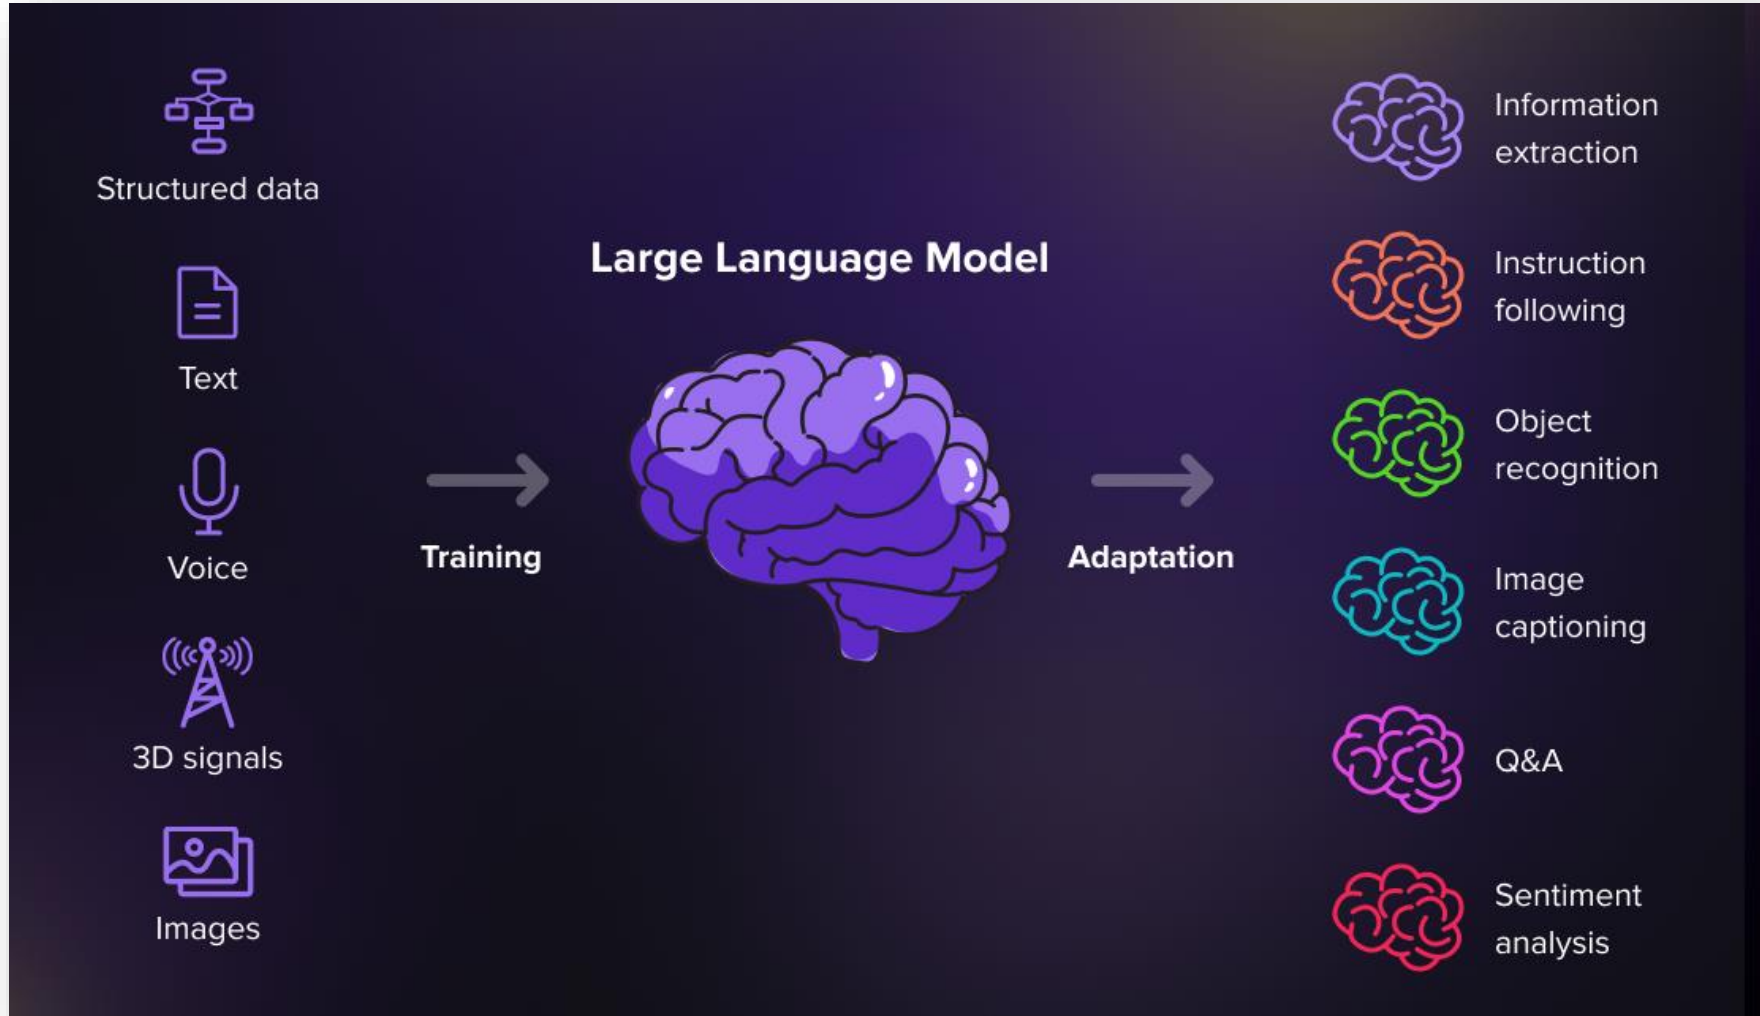 Structured data
Text
Voice
3D signals
Images
Training
Large Language Model
Adaptation
Information
extraction
Instruction
following
Object
recognition
Image
captioning
Q&A
Sentiment
analysis